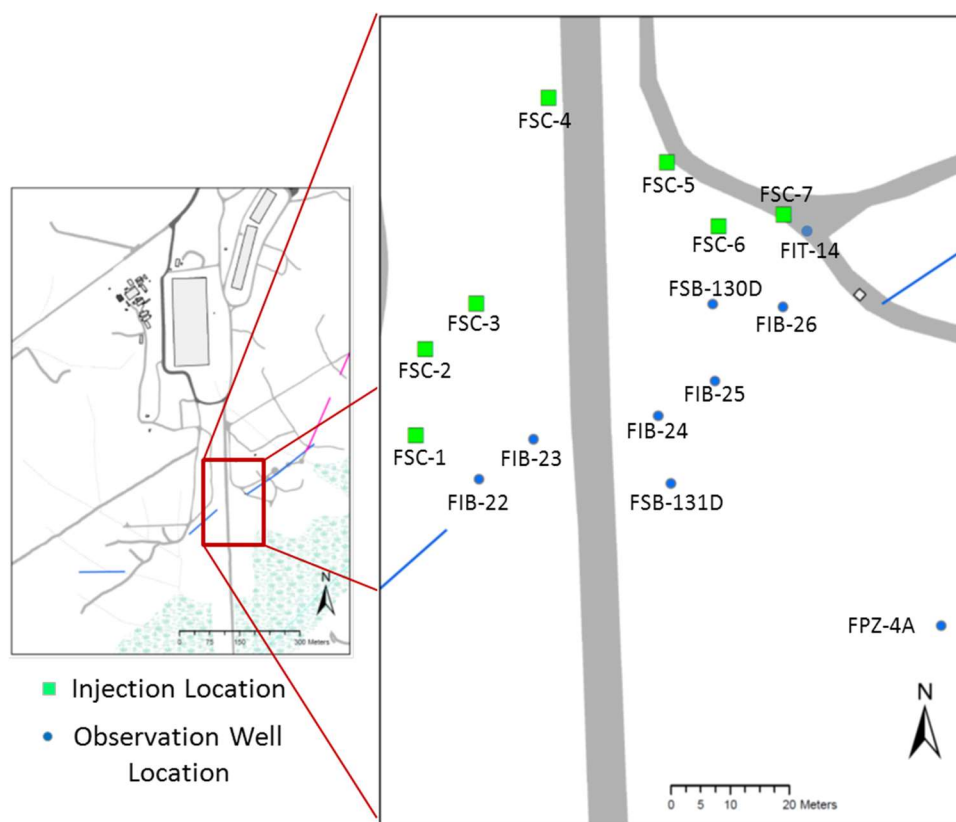 FSC-4
FSC-5
FSC-7
FSC-6
FIT-14
FSB-130D
FIB-26
FSC-3
FSC-2
FIB-25
FIB-24
FSC-1
FIB-23
FIB-22
FSB-131D
FPZ-4A
N
0 5 10 20 Meters
N
0 75 150 300 Meters
Injection Location
Observation Well
Location